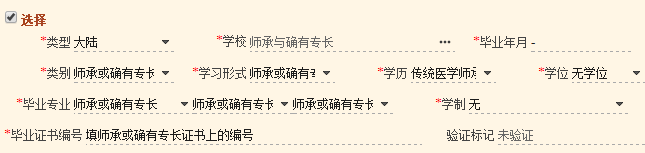 选择
*类型 大陆 *学校 师承与确有专长 ••• *毕业年月 -
*类别 师承或确有专长 *学习形式 师承或确有专 *学历 传统医学师承 *学位 无学位
*毕业专业 师承或确有专长 师承或确有专长 师承或确有专长 *学制 无
*毕业证书编号 填师承或确有专长证书上的编号 验证标记 未验证